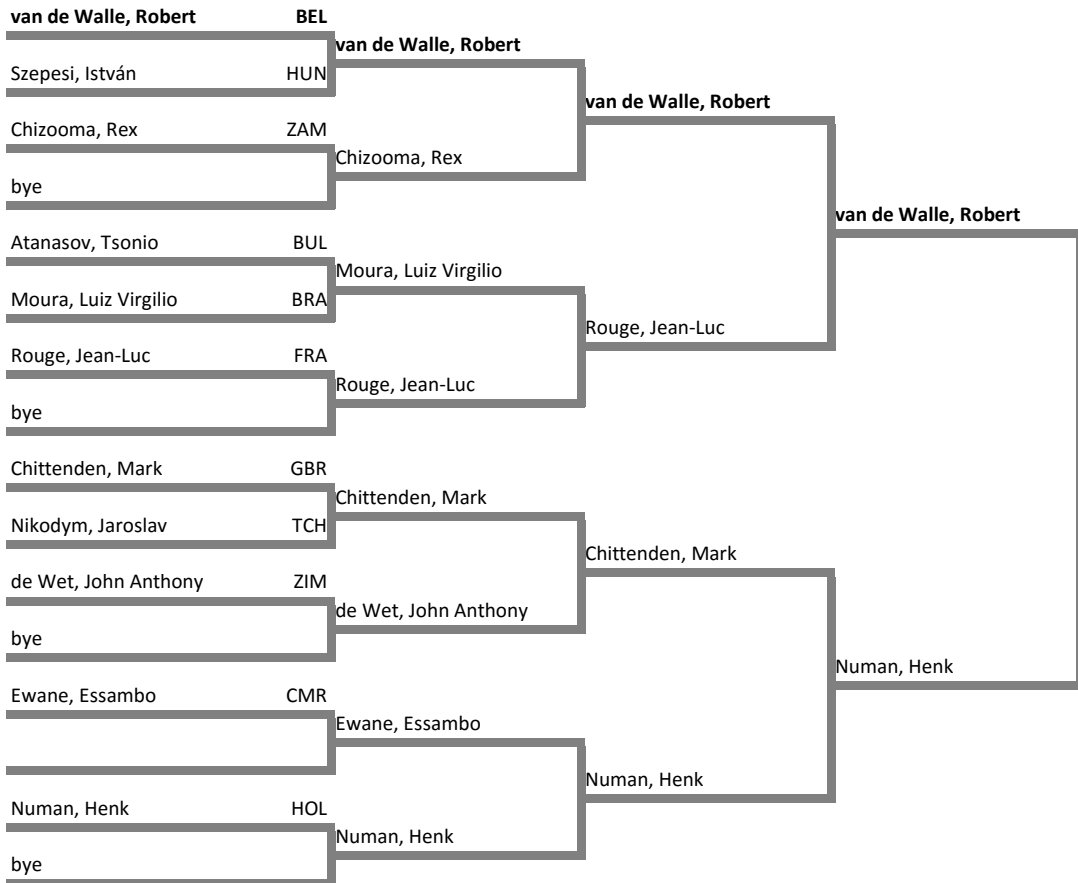 van de Walle, Robert BEL
van de Walle, Robert
Szepesi, István HUN
van de Walle, Robert
Chizooma, Rex ZAM
Chizooma, Rex
bye
van de Walle, Robert
Atanasov, Tsonio BUL
Moura, Luiz Virgilio
Moura, Luiz Virgilio BRA
Rouge, Jean-Luc
Rouge, Jean-Luc FRA
Rouge, Jean-Luc
bye
Chittenden, Mark GBR
Chittenden, Mark
Nikodym, Jaroslav TCH
Chittenden, Mark
de Wet, John Anthony ZIM
de Wet, John Anthony
bye
Numan, Henk
Ewane, Essambo CMR
Ewane, Essambo
Numan, Henk
Numan, Henk HOL
Numan, Henk
bye